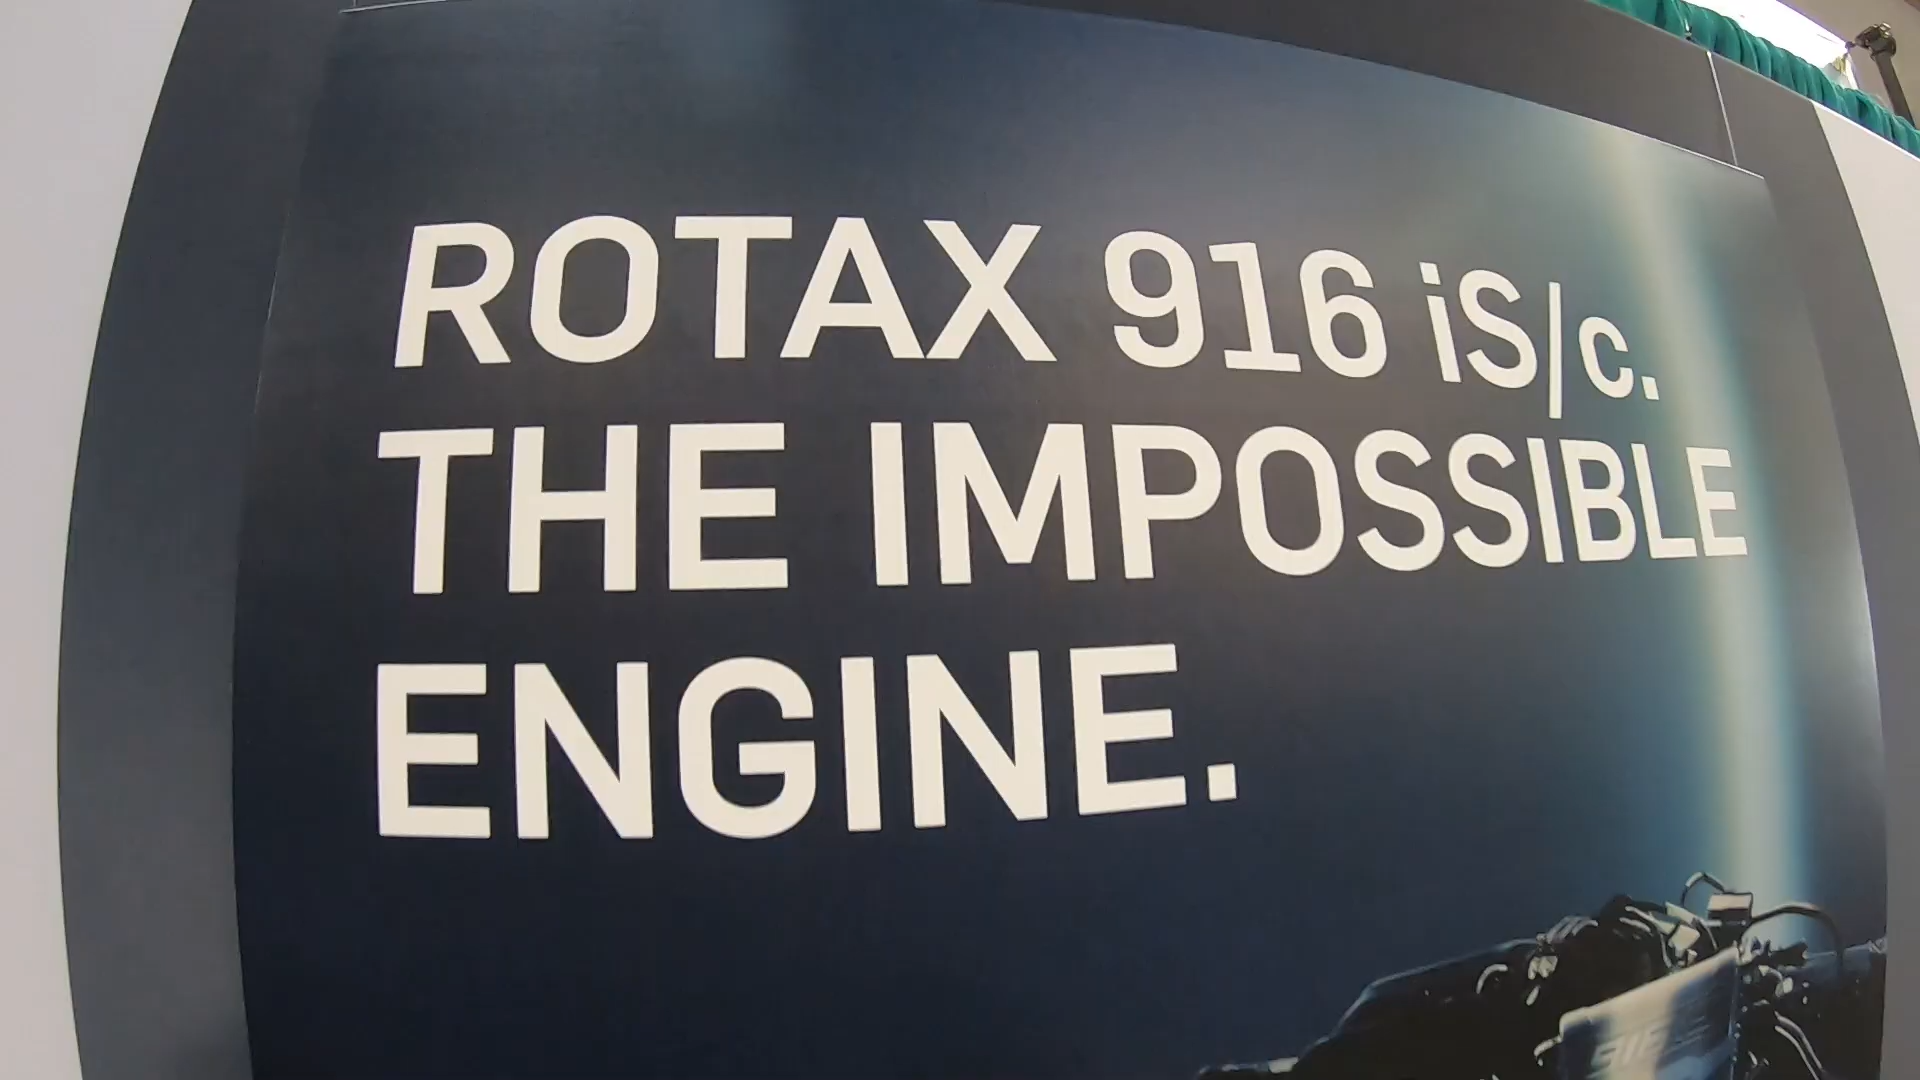 ROTAX 916 iS/c.
THE IMPOSSIBLE
ENGINE.